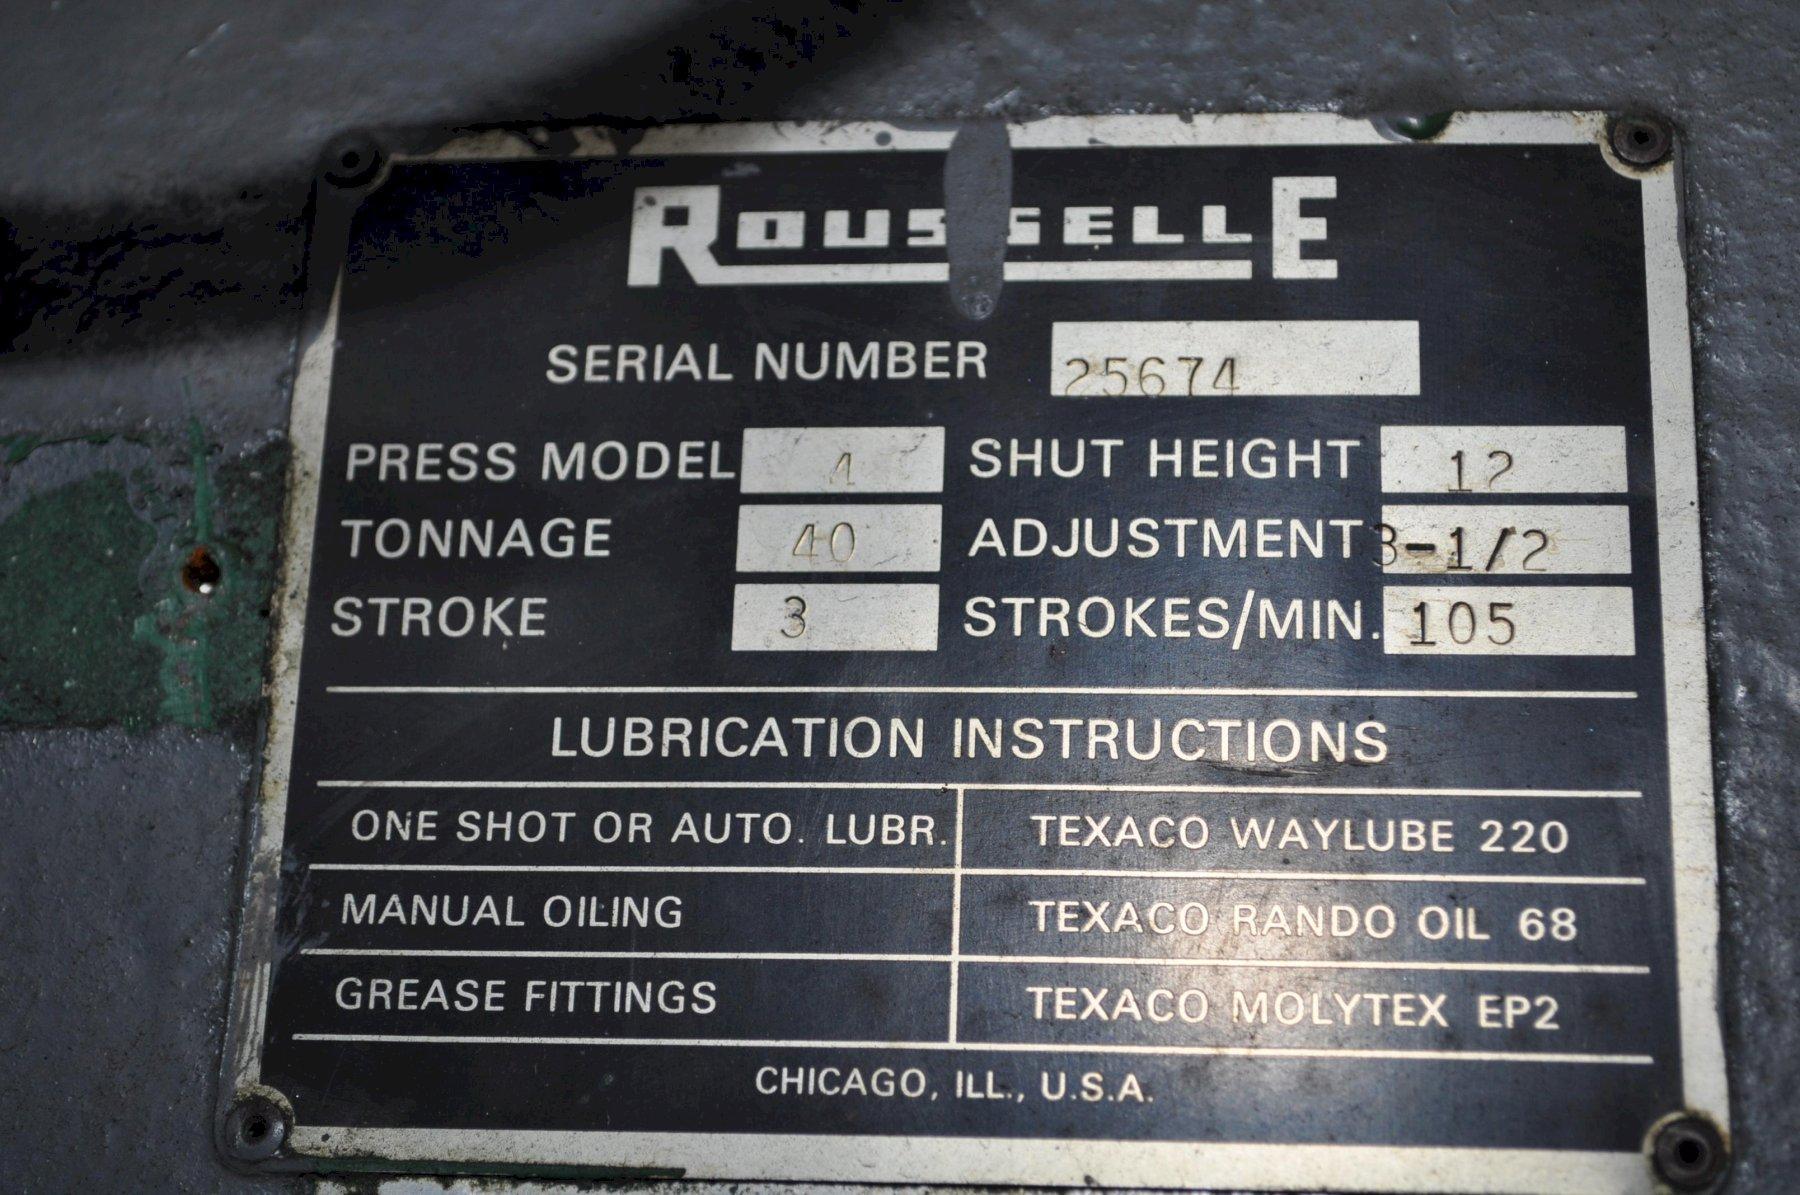 ROUSSELLE
SERIAL NUMBER 25674
PRESS MODEL 4 SHUT HEIGHT 12
TONNAGE 40 ADJUSTMENT 3-1/2
STROKE 3 STROKES/MIN. 105
LUBRICATION INSTRUCTIONS
ONE SHOT OR AUTO. LUBR. TEXACO WAYLUBE 220
MANUAL OILING TEXACO RANDO OIL 68
GREASE FITTINGS TEXACO MOLYTEX EP2
CHICAGO, ILL., U.S.A.